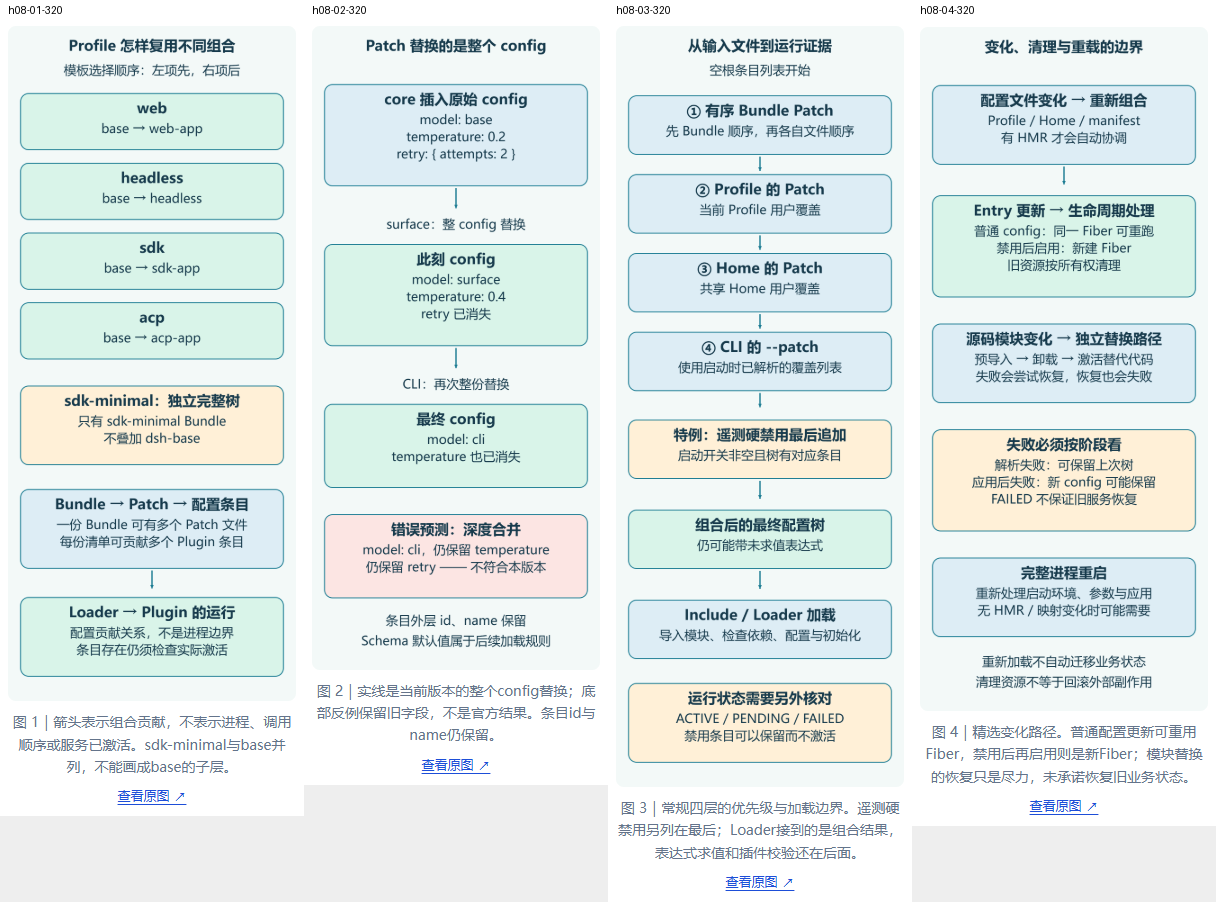 h08-01-320
Profile 怎样复用不同组合
模板选择顺序：左项先，右项后
web
base → web-app
headless
base → headless
sdk
base → sdk-app
acp
base → acp-app
sdk-minimal：独立完整树
只有 sdk-minimal Bundle
不叠加 dsh-base
Bundle → Patch → 配置条目
一份 Bundle 可有多个 Patch 文件
每份清单可贡献多个 Plugin 条目
Loader → Plugin 的运行
配置贡献关系，不是进程边界
条目存在仍须检查实际激活
图 1｜箭头表示组合贡献，不表示进程、调用
顺序或服务已激活。sdk-minimal与base并
列，不能画成base的子层。
查看原图 ↗
h08-02-320
Patch 替换的是整个 config
core 插入原始 config
model: base
temperature: 0.2
retry: { attempts: 2 }
surface：整 config 替换
此刻 config
model: surface
temperature: 0.4
retry 已消失
CLI：再次整份替换
最终 config
model: cli
temperature 也已消失
错误预测：深度合并
model: cli，仍保留 temperature
仍保留 retry —— 不符合本版本
条目外层 id、name 保留
Schema 默认值属于后续加载规则
图 2｜实线是当前版本的整个config替换；底
部反例保留旧字段，不是官方结果。条目id与
name仍保留。
查看原图 ↗
h08-03-320
从输入文件到运行证据
空根条目列表开始
① 有序 Bundle Patch
先 Bundle 顺序，再各自文件顺序
② Profile 的 Patch
当前 Profile 用户覆盖
③ Home 的 Patch
共享 Home 用户覆盖
④ CLI 的 --patch
使用启动时已解析的覆盖列表
特例：遥测硬禁用最后追加
启动开关非空且树有对应条目
组合后的最终配置树
仍可能带未求值表达式
Include / Loader 加载
导入模块、检查依赖、配置与初始化
运行状态需要另外核对
ACTIVE / PENDING / FAILED
禁用条目可以保留而不激活
图 3｜常规四层的优先级与加载边界。遥测硬
禁用另列在最后；Loader接到的是组合结果，
表达式求值和插件校验还在后面。
查看原图 ↗
h08-04-320
变化、清理与重载的边界
配置文件变化 → 重新组合
Profile / Home / manifest
有 HMR 才会自动协调
Entry 更新 → 生命周期处理
普通 config：同一 Fiber 可重跑
禁用后启用：新建 Fiber
旧资源按所有权清理
源码模块变化 → 独立替换路径
预导入 → 卸载 → 激活替代代码
失败会尝试恢复，恢复也会失败
失败必须按阶段看
解析失败：可保留上次树
应用后失败：新 config 可能保留
FAILED 不保证旧服务恢复
完整进程重启
重新处理启动环境、参数与应用
无 HMR / 映射变化时可能需要
重新加载不自动迁移业务状态
清理资源不等于回滚外部副作用
图 4｜精选变化路径。普通配置更新可重用
Fiber，禁用后再启用则是新Fiber；模块替换
的恢复只是尽力，未承诺恢复旧业务状态。
查看原图 ↗